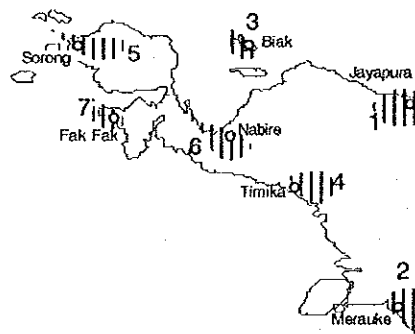 3
Biak
Sorong
5
Jayapura
7
Fak Fak
6
Nabire
Timika
4
2
Merauke